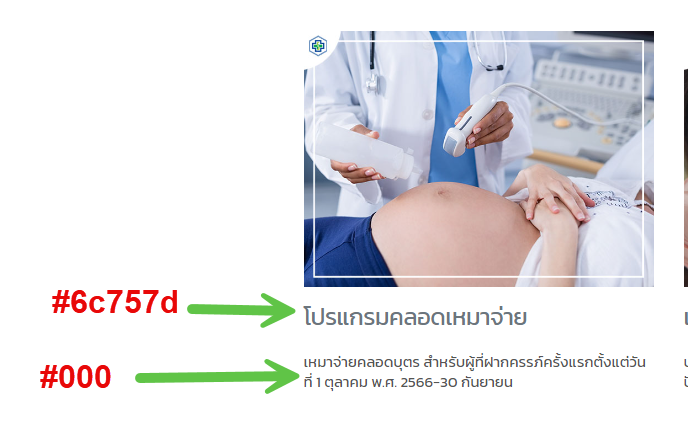 #6c757d
โปรแกรมคลอดเหมาจ่าย
#000
เหมาจ่ายคลอดบุตร สำหรับผู้ที่ฝากครรภ์ครั้งแรกตั้งแต่วัน
ที่ 1 ตุลาคม พ.ศ. 2566-30 กันยายน